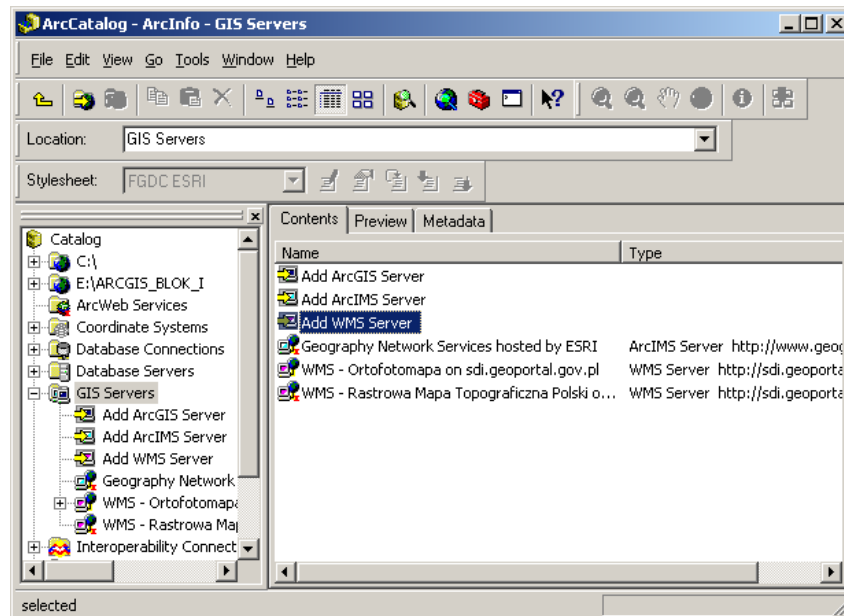 ArcCatalog - ArcInfo - GIS Servers
File Edit View Go Tools Window Help
Location: GIS Servers
Stylesheet: FGDC ESRI
Contents Preview Metadata
Catalog
C:\
E:\ARCGIS_BLOK_I
ArcWeb Services
Coordinate Systems
Database Connections
Database Servers
GIS Servers
Add ArcGIS Server
Add ArcIMS Server
Add WMS Server
Geography Network
WMS - Ortofotomapa
WMS - Rastrowa Ma
Interoperability Connect
Name Type
Add ArcGIS Server
Add ArcIMS Server
Add WMS Server
Geography Network Services hosted by ESRI ArcIMS Server http://www.geog
WMS - Ortofotomapa on sdi.geoportal.gov.pl WMS Server http://sdi.geoporta
WMS - Rastrowa Mapa Topograficzna Polski o... WMS Server http://sdi.geoporta
selected